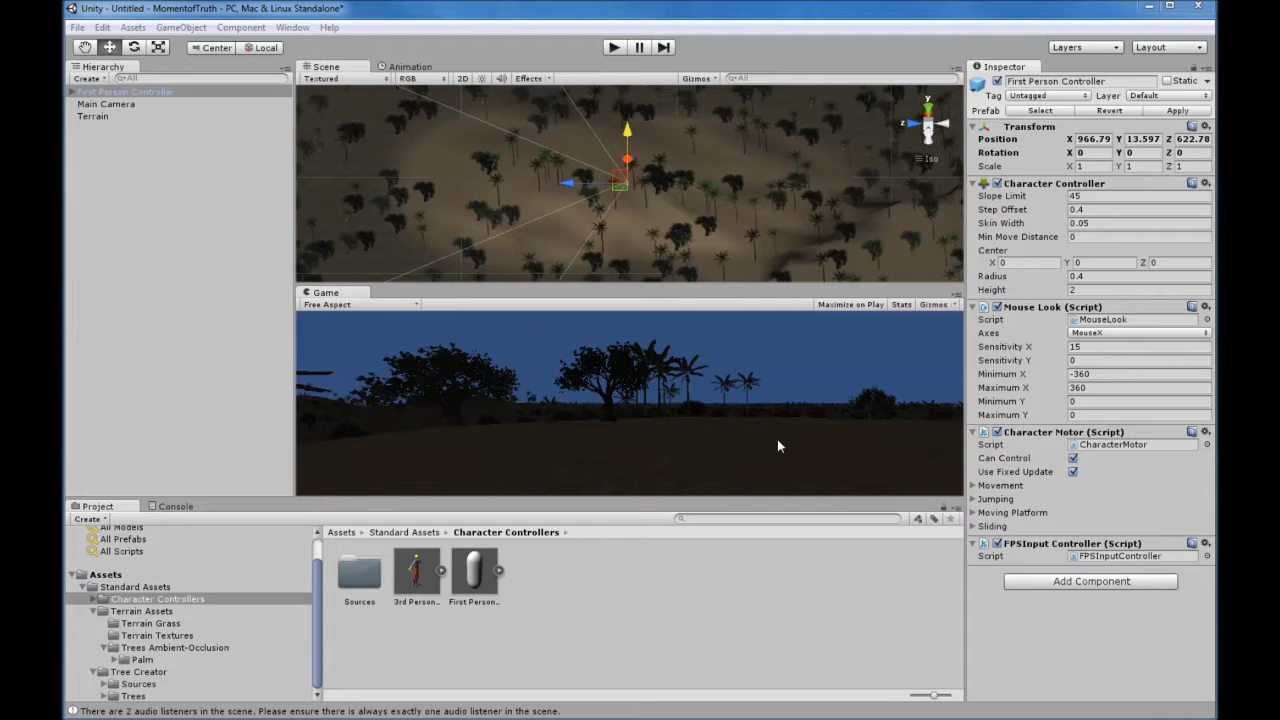 Unity - Untitled - MomentofTruth - PC, Mac & Linux Standalone*
File Edit Assets GameObject Component Window Help
Center Local Layers Layout
Hierarchy
Create All
First Person Controller
Main Camera
Terrain
Scene Animation
Textured RGB 2D Effects Gizmos All
y
z
Iso
Game
Free Aspect Maximize on Play Stats Gizmos
Inspector
First Person Controller Static
Tag Untagged Layer Default
Prefab Select Revert Apply
Transform
Position X 966.79 Y 13.597 Z 622.78
Rotation X 0 Y 0 Z 0
Scale X 1 Y 1 Z 1
Character Controller
Slope Limit 45
Step Offset 0.4
Skin Width 0.05
Min Move Distance 0
Center
X 0 Y 0 Z 0
Radius 0.4
Height 2
Mouse Look (Script)
Script MouseLook
Axes MouseX
Sensitivity X 15
Sensitivity Y 0
Minimum X -360
Maximum X 360
Minimum Y 0
Maximum Y 0
Character Motor (Script)
Script CharacterMotor
Can Control
Use Fixed Update
Movement
Jumping
Moving Platform
Sliding
FPSInput Controller (Script)
Script FPSInputController
Add Component
Project Console
Create
All Models
All Prefabs
All Scripts
Assets
Standard Assets
Character Controllers
Terrain Assets
Terrain Grass
Terrain Textures
Trees Ambient-Occlusion
Palm
Tree Creator
Sources
Trees
Assets Standard Assets Character Controllers
Sources 3rd Person... First Person...
There are 2 audio listeners in the scene. Please ensure there is always exactly one audio listener in the scene.